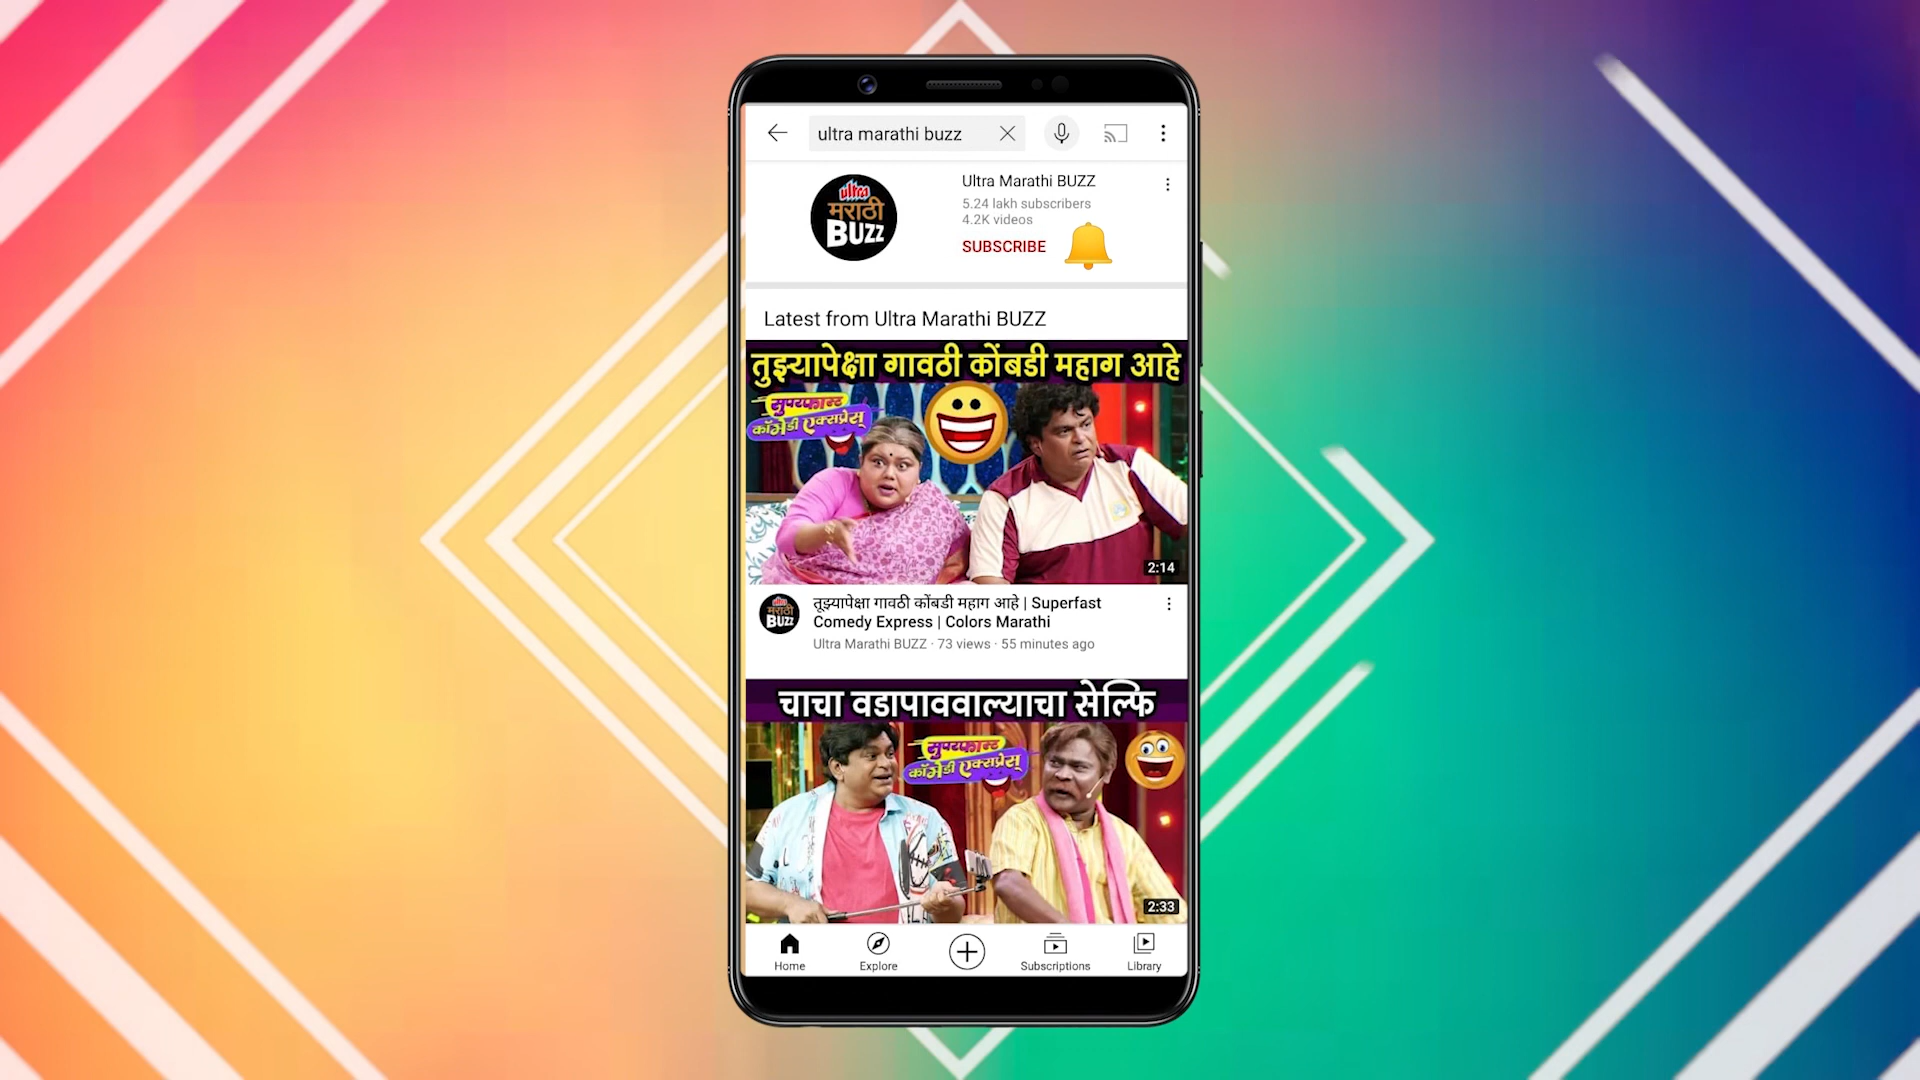 ultra marathi buzz
ultra
मराठी
BUZZ
Ultra Marathi BUZZ
5.24 lakh subscribers
4.2K videos
SUBSCRIBE
Latest from Ultra Marathi BUZZ
तुझ्यापेक्षा गावठी कोंबडी महाग आहे
सुपरफास्ट
कॉमेडी एक्सप्रेस्
2:14
ultra
मराठी
BUZZ
तूझ्यापेक्षा गावठी कोंबडी महाग आहे | Superfast
Comedy Express | Colors Marathi
Ultra Marathi BUZZ · 73 views · 55 minutes ago
चाचा वडापाववाल्याचा सेल्फि
सुपरफास्ट
कॉमेडी एक्सप्रेस्
2:33
Home
Explore
Subscriptions
Library